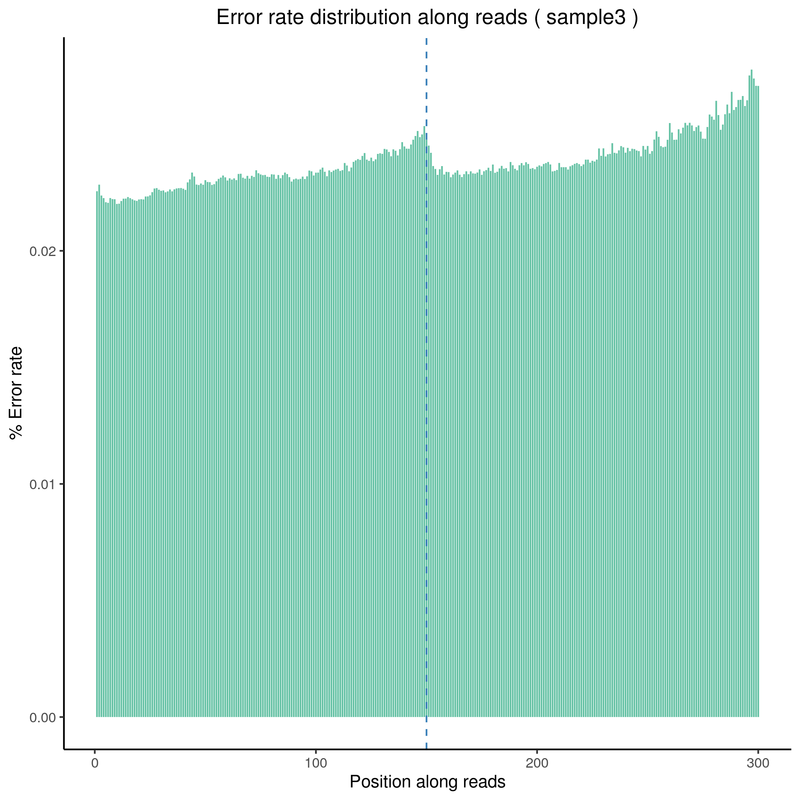 Error rate distribution along reads ( sample3 )
% Error rate
0.02
0.01
0.00
0
100
200
300
Position along reads